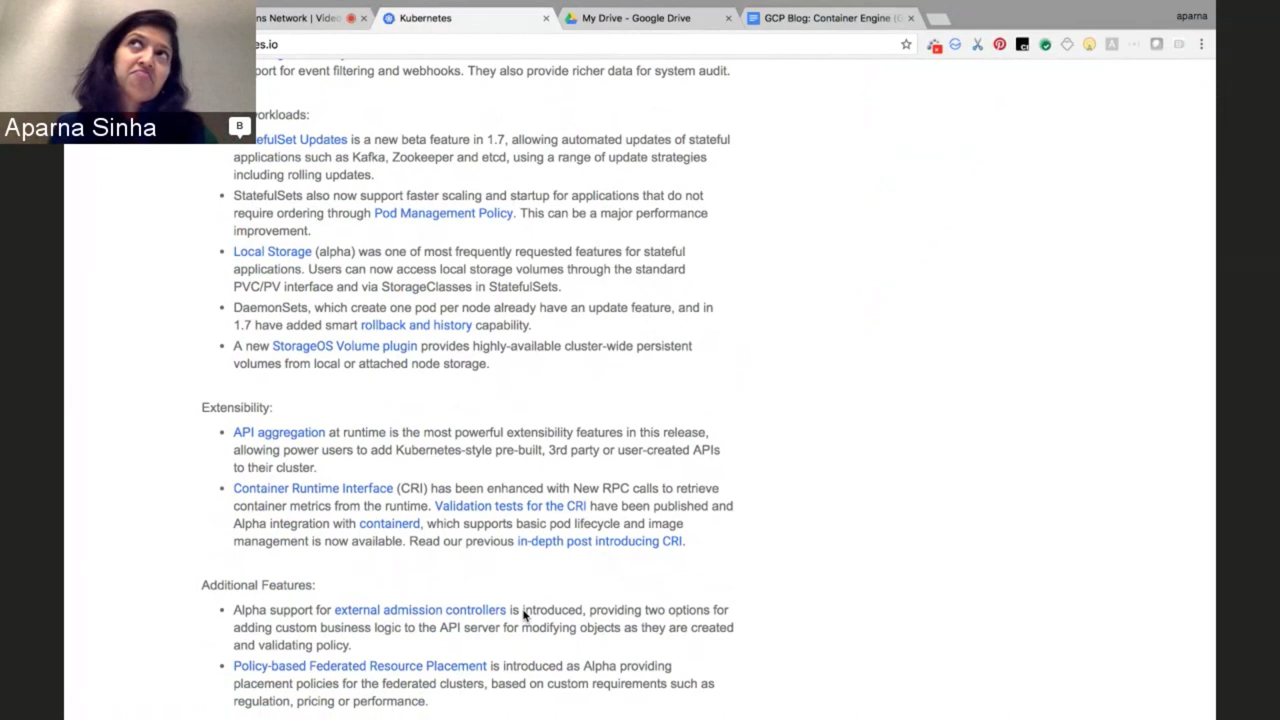 ns Network | Video
Kubernetes
My Drive - Google Drive
GCP Blog: Container Engine (
aparna
es.io
Aparna Sinha
B
port for event filtering and webhooks. They also provide richer data for system audit.
orkloads:
efulSet Updates is a new beta feature in 1.7, allowing automated updates of stateful
applications such as Kafka, Zookeeper and etcd, using a range of update strategies
including rolling updates.
• StatefulSets also now support faster scaling and startup for applications that do not
require ordering through Pod Management Policy. This can be a major performance
improvement.
• Local Storage (alpha) was one of most frequently requested features for stateful
applications. Users can now access local storage volumes through the standard
PVC/PV interface and via StorageClasses in StatefulSets.
• DaemonSets, which create one pod per node already have an update feature, and in
1.7 have added smart rollback and history capability.
• A new StorageOS Volume plugin provides highly-available cluster-wide persistent
volumes from local or attached node storage.
Extensibility:
• API aggregation at runtime is the most powerful extensibility features in this release,
allowing power users to add Kubernetes-style pre-built, 3rd party or user-created APIs
to their cluster.
• Container Runtime Interface (CRI) has been enhanced with New RPC calls to retrieve
container metrics from the runtime. Validation tests for the CRI have been published and
Alpha integration with containerd, which supports basic pod lifecycle and image
management is now available. Read our previous in-depth post introducing CRI.
Additional Features:
• Alpha support for external admission controllers is introduced, providing two options for
adding custom business logic to the API server for modifying objects as they are created
and validating policy.
• Policy-based Federated Resource Placement is introduced as Alpha providing
placement policies for the federated clusters, based on custom requirements such as
regulation, pricing or performance.